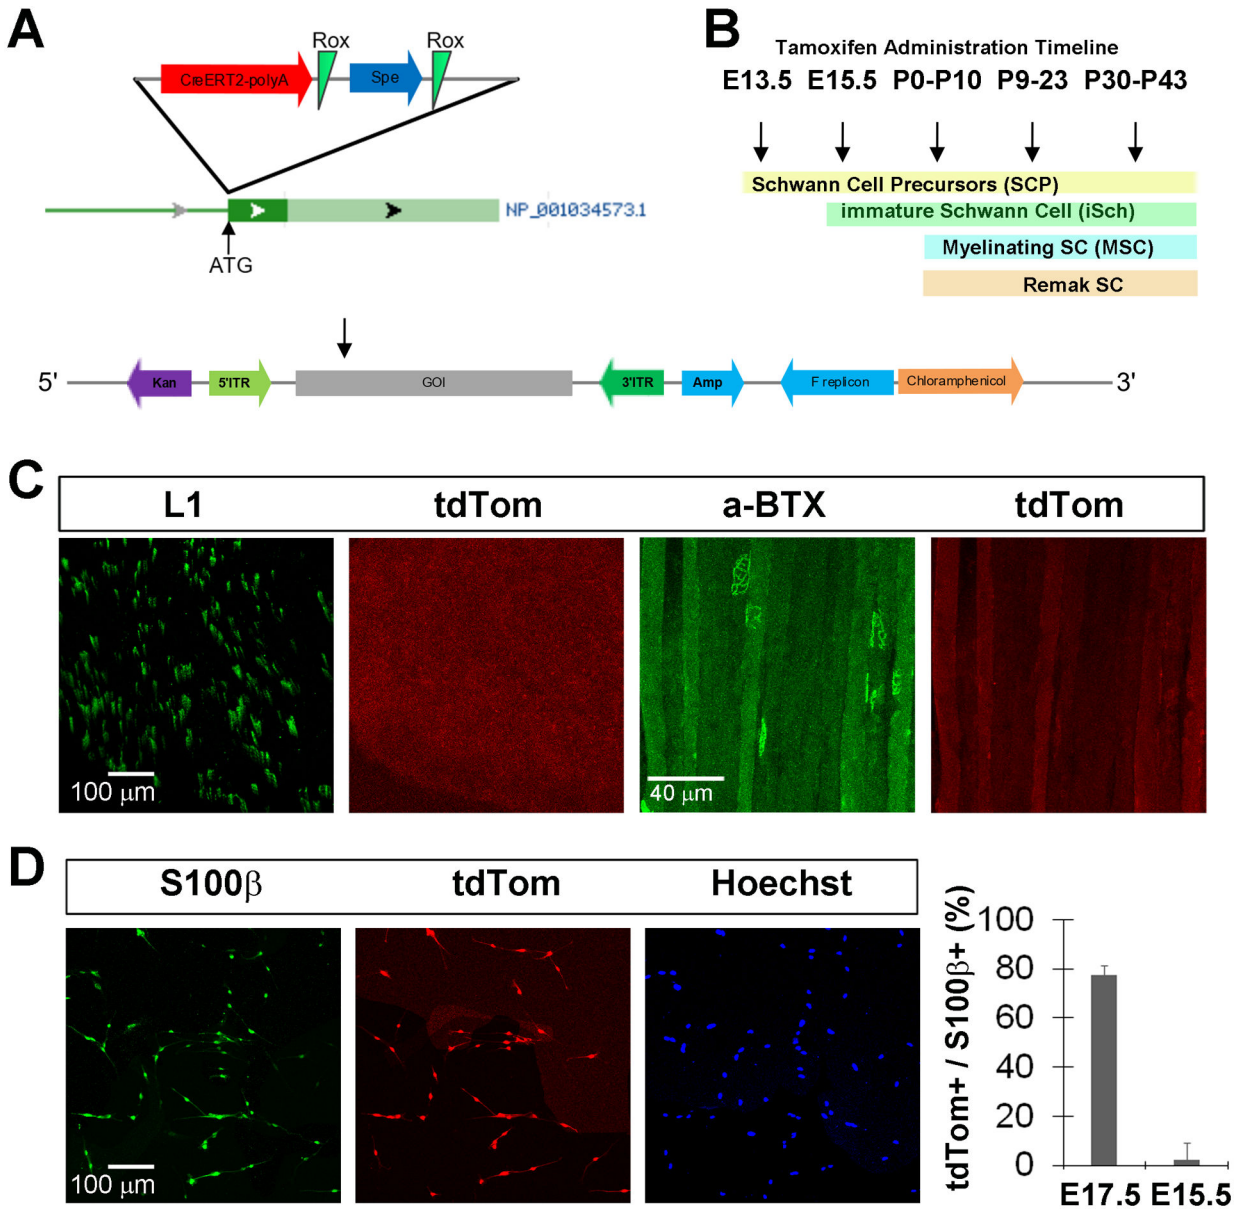 A
Rox
Rox
CreERT2-polyA
Spe
NP_001034573.1
ATG
B
Tamoxifen Administration Timeline
E13.5 E15.5 P0-P10 P9-23 P30-P43
Schwann Cell Precursors (SCP)
immature Schwann Cell (iSch)
Myelinating SC (MSC)
Remak SC
5'
Kan
5'ITR
GOI
3'ITR
Amp
F replicon
Chloramphenicol
3'
C
L1
tdTom
a-BTX
tdTom
100 μm
40 μm
D
S100β
tdTom
Hoechst
100 μm
tdTom+ / S100β+ (%)
100
80
60
40
20
0
E17.5 E15.5